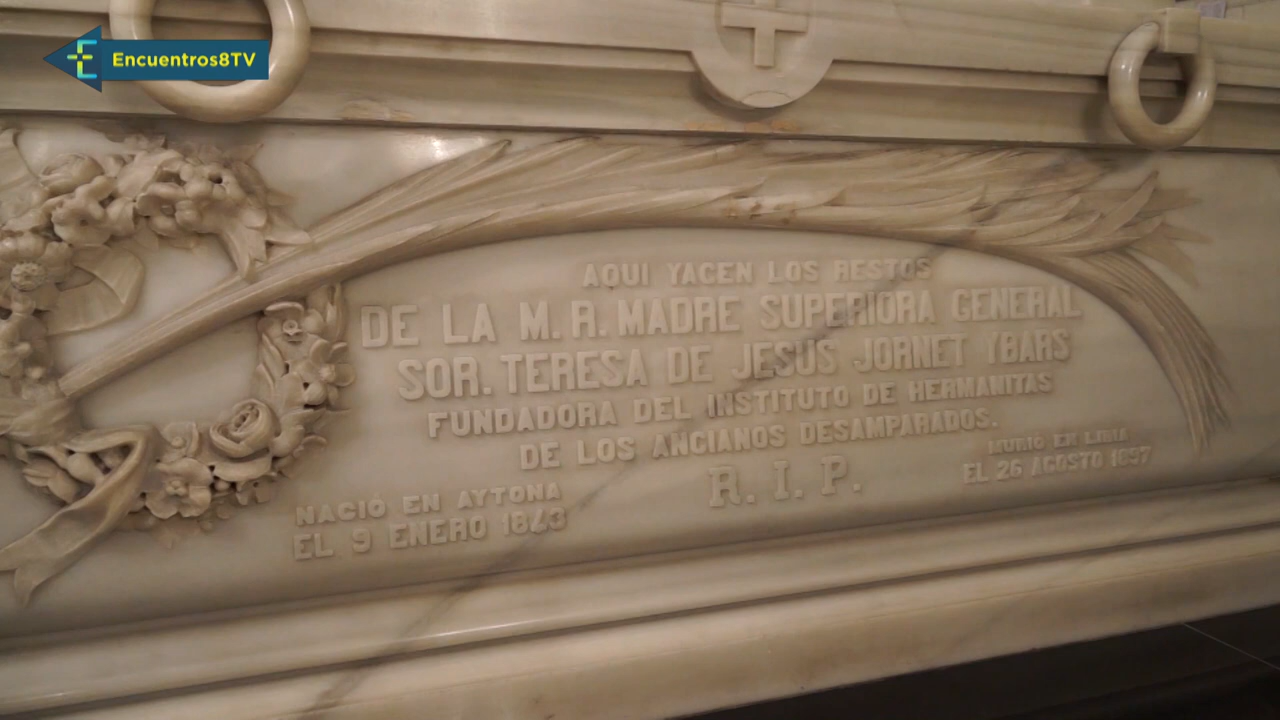 Encuentros8TV
AQUI YACEN LOS RESTOS
DE LA M. R. MADRE SUPERIORA GENERAL
SOR. TERESA DE JESUS JORNET YBARS
FUNDADORA DEL INSTITUTO DE HERMANITAS
DE LOS ANCIANOS DESAMPARADOS.
R. I. P.
NACIÓ EN AYTONA
EL 9 ENERO 1843
MURIÓ EN LIRIA
EL 26 AGOSTO 1897